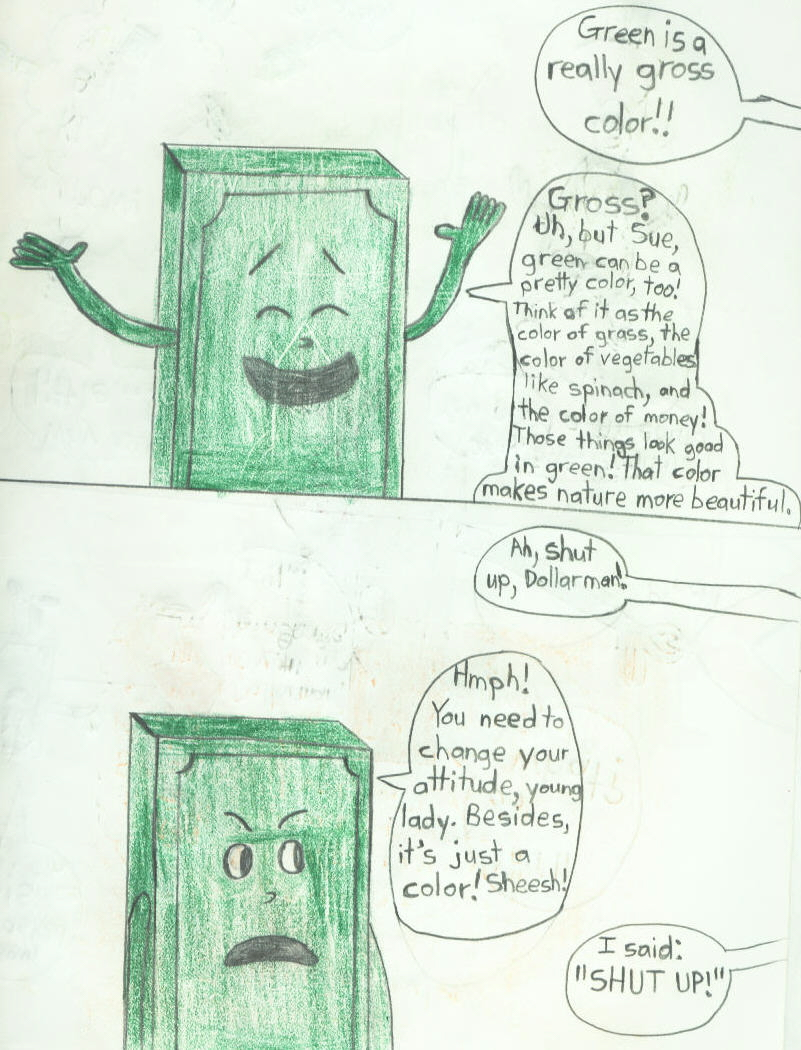 Green is a
really gross
color!!
Gross?
Uh, but Sue,
green can be a
pretty color, too!
Think of it as the
color of grass, the
color of vegetables
like spinach, and
the color of money!
Those things look good
in green! That color
makes nature more beautiful.
Ah, shut
up, Dollarman!
Hmph!
You need to
change your
attitude, young
lady. Besides,
it's just a
color! Sheesh!
I said:
"SHUT UP!"